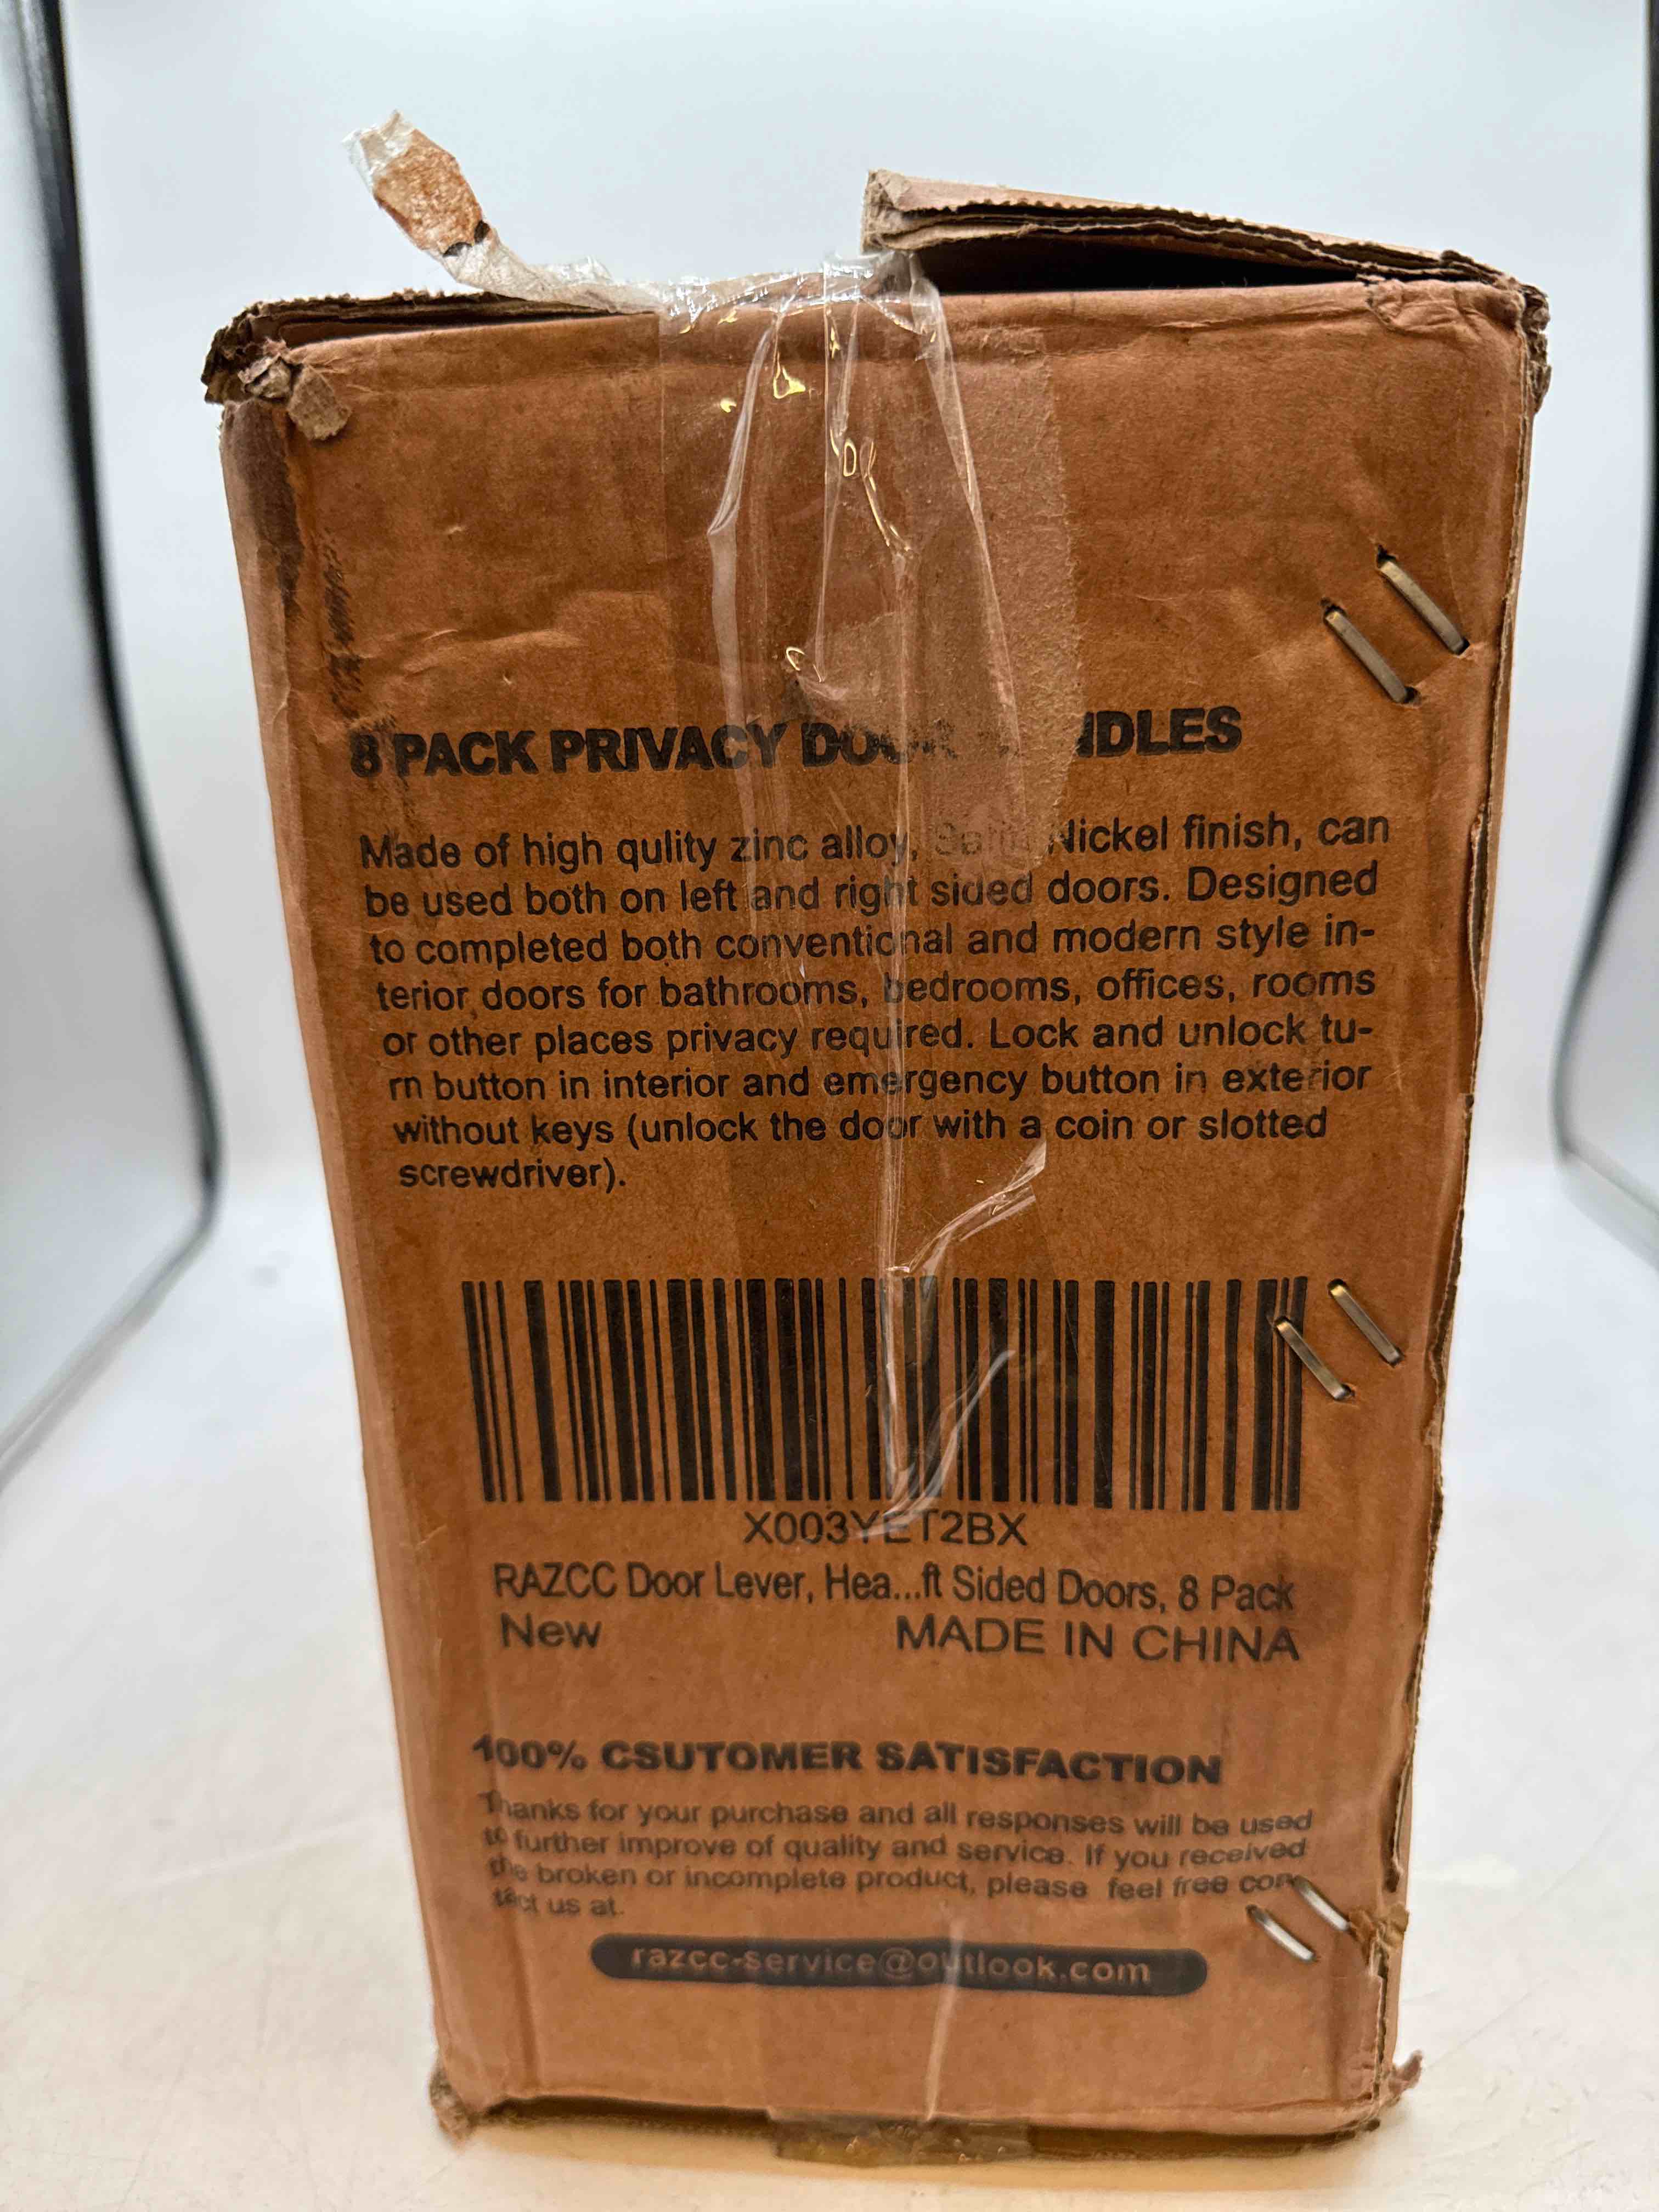 8 PACK PRIVACY DOOR HANDLES
Made of high qulity zinc alloy, Satin Nickel finish, can
be used both on left and right sided doors. Designed
to completed both conventional and modern style in-
terior doors for bathrooms, bedrooms, offices, rooms
or other places privacy required. Lock and unlock tu-
rn button in interior and emergency button in exterior
without keys (unlock the door with a coin or slotted
screwdriver).
X003YET2BX
RAZCC Door Lever, Hea...ft Sided Doors, 8 Pack
New MADE IN CHINA
100% CSUTOMER SATISFACTION
Thanks for your purchase and all responses will be used
to further improve of quality and service. If you received
the broken or incomplete product, please feel free con-
tact us at.
razcc-service@outlook.com